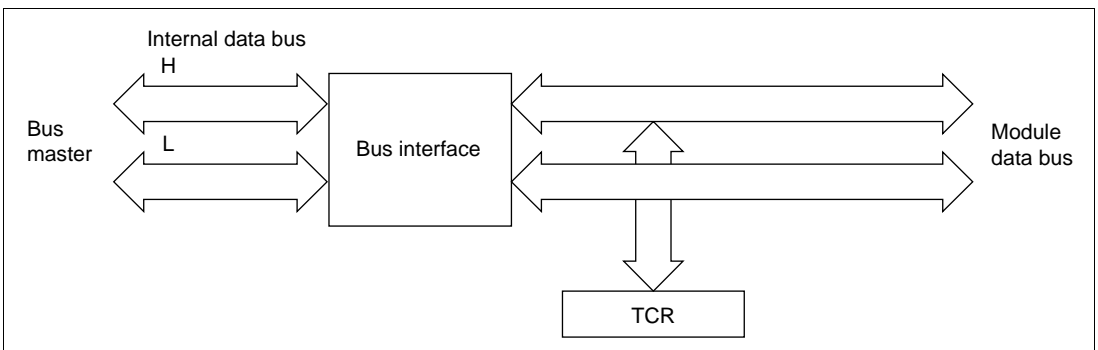 Internal data bus
H
Bus
master
L
Bus interface
Module
data bus
TCR